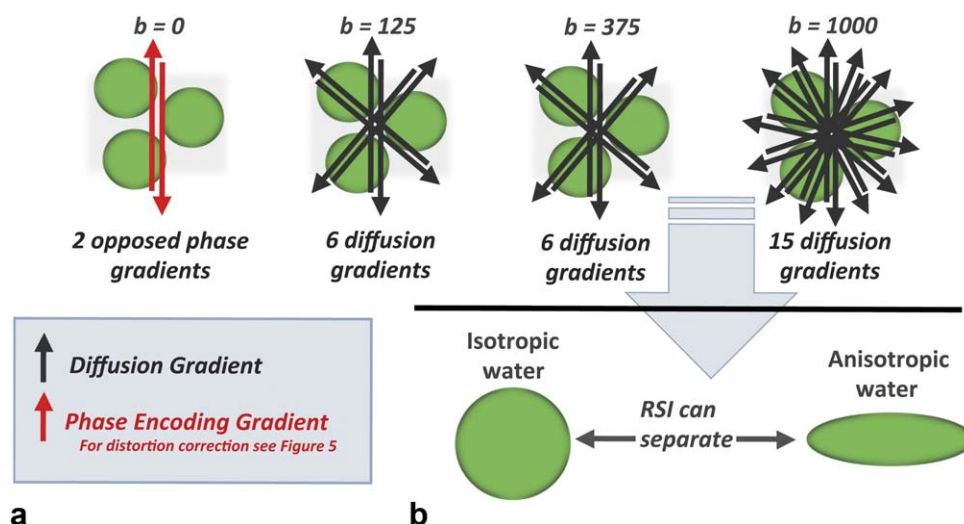 b = 0
b = 125
b = 375
b = 1000
2 opposed phase
gradients
6 diffusion
gradients
6 diffusion
gradients
15 diffusion
gradients
Diffusion Gradient
Phase Encoding Gradient
For distortion correction see Figure 5
Isotropic
water
RSI can
separate
Anisotropic
water
a
b